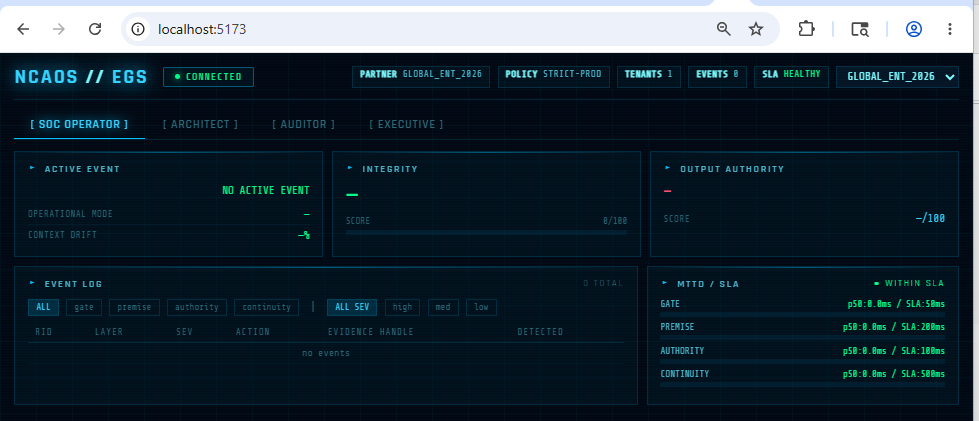 localhost:5173
NCAOS // EGS
CONNECTED
PARTNER GLOBAL_ENT_2026
POLICY STRICT-PROD
TENANTS 1
EVENTS 0
SLA HEALTHY
GLOBAL_ENT_2026
[ SOC OPERATOR ]
[ ARCHITECT ]
[ AUDITOR ]
[ EXECUTIVE ]
ACTIVE EVENT
NO ACTIVE EVENT
OPERATIONAL MODE —
CONTEXT DRIFT —%
INTEGRITY
—
SCORE 0/100
OUTPUT AUTHORITY
—
SCORE —/100
EVENT LOG
0 TOTAL
ALL gate premise authority continuity | ALL SEV high med low
RID LAYER SEV ACTION EVIDENCE HANDLE DETECTED
no events
MTTD / SLA
WITHIN SLA
GATE p50:0.0ms / SLA:50ms
PREMISE p50:0.0ms / SLA:200ms
AUTHORITY p50:0.0ms / SLA:100ms
CONTINUITY p50:0.0ms / SLA:500ms